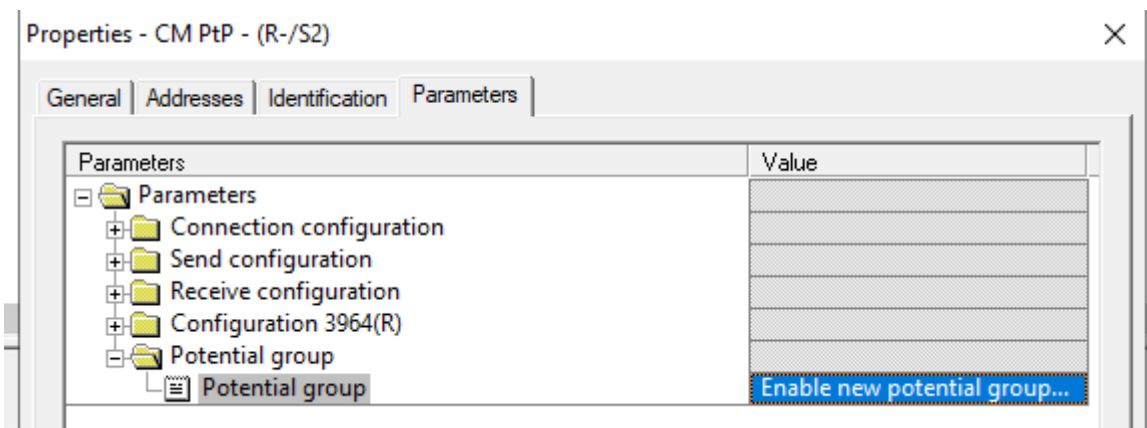 Properties - CM PtP - (R-/S2)
General Addresses Identification Parameters
Parameters Value
Parameters
Connection configuration
Send configuration
Receive configuration
Configuration 3964(R)
Potential group
Potential group Enable new potential group...